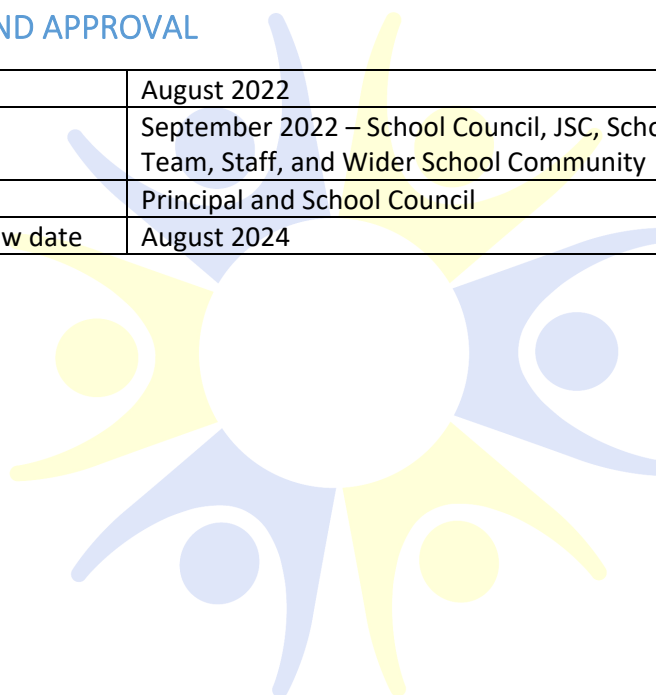 ND APPROVAL
August 2022
September 2022 – School Council, JSC, Scho
Team, Staff, and Wider School Community
Principal and School Council
w date August 2024